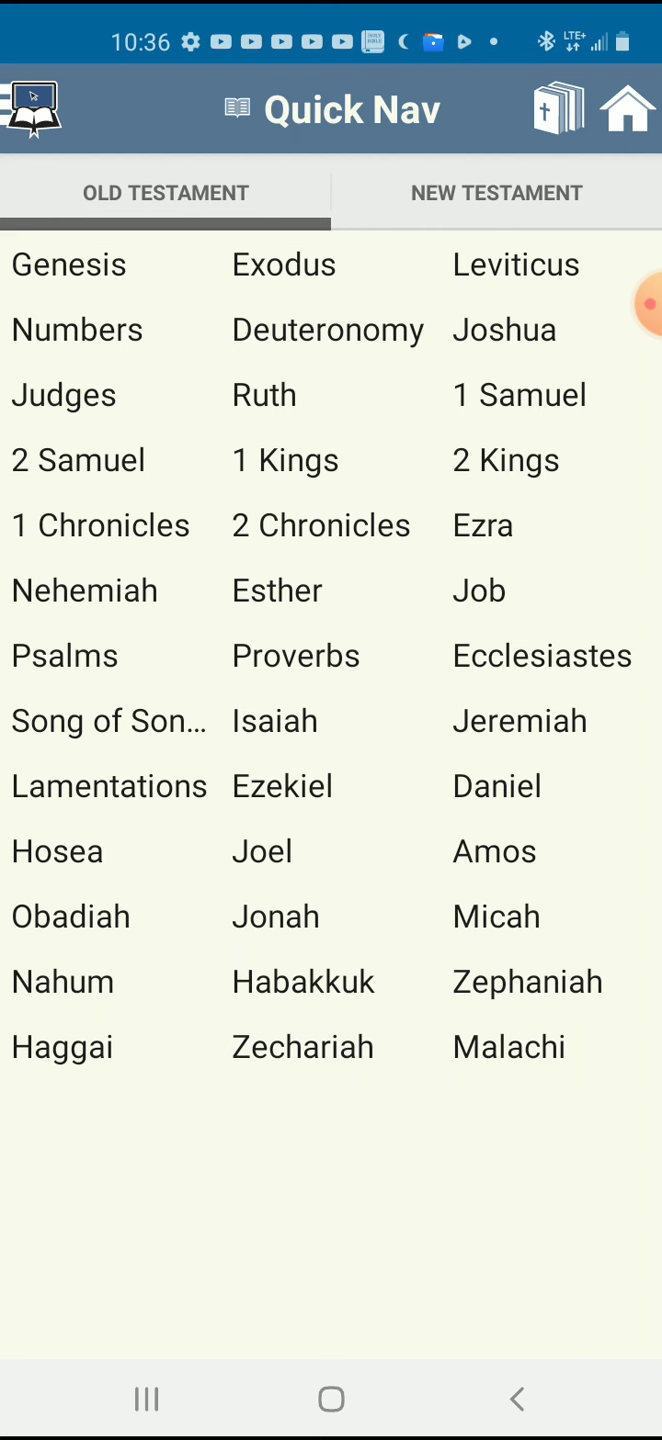 10:36 LTE+
Quick Nav
OLD TESTAMENT NEW TESTAMENT
Genesis Exodus Leviticus
Numbers Deuteronomy Joshua
Judges Ruth 1 Samuel
2 Samuel 1 Kings 2 Kings
1 Chronicles 2 Chronicles Ezra
Nehemiah Esther Job
Psalms Proverbs Ecclesiastes
Song of Son... Isaiah Jeremiah
Lamentations Ezekiel Daniel
Hosea Joel Amos
Obadiah Jonah Micah
Nahum Habakkuk Zephaniah
Haggai Zechariah Malachi